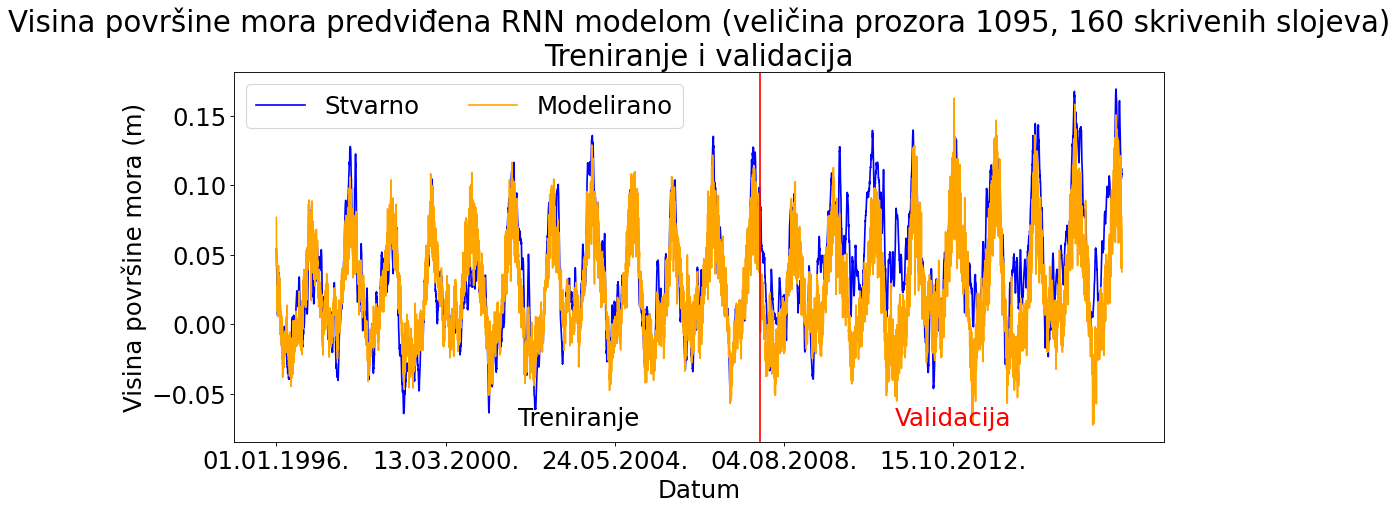 Visina površine mora predviđena RNN modelom (veličina prozora 1095, 160 skrivenih slojeva)
Treniranje i validacija
Stvarno Modelirano
Visina površine mora (m)
0.15
0.10
0.05
0.00
−0.05
Treniranje Validacija
01.01.1996. 13.03.2000. 24.05.2004. 04.08.2008. 15.10.2012.
Datum